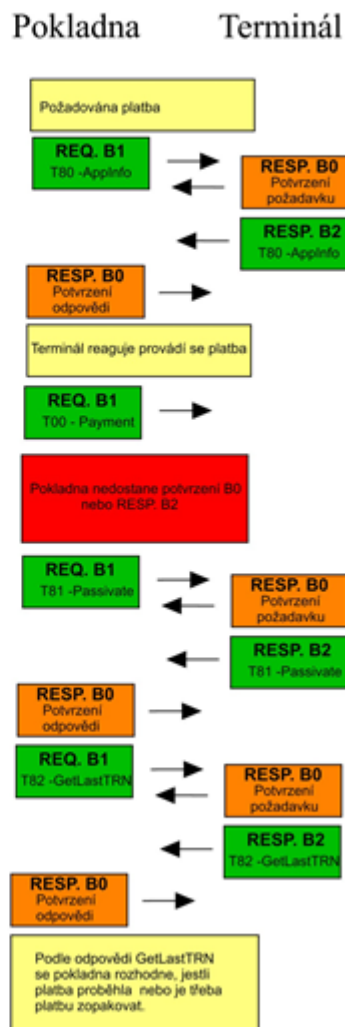 Pokladna Terminál
Požadována platba
REQ. B1
T80 -AppInfo
RESP. B0
Potvrzení
požadavku
RESP. B2
T80 -AppInfo
RESP. B0
Potvrzení
odpovědí
Terminál reaguje provádí se platba
REQ. B1
T00 - Payment
Pokladna nedostane potvrzení B0
nebo RESP. B2
REQ. B1
T81 -Passivate
RESP. B0
Potvrzení
požadavku
RESP. B2
T81 -Passivate
RESP. B0
Potvrzení
odpovědí
REQ. B1
T82 -GetLastTRN
RESP. B0
Potvrzení
požadavku
RESP. B2
T82 -GetLastTRN
RESP. B0
Potvrzení
odpovědí
Podle odpovědí GetLastTRN
se pokladna rozhodne, jestli
platba proběhla nebo je třeba
platbu zopakovat.